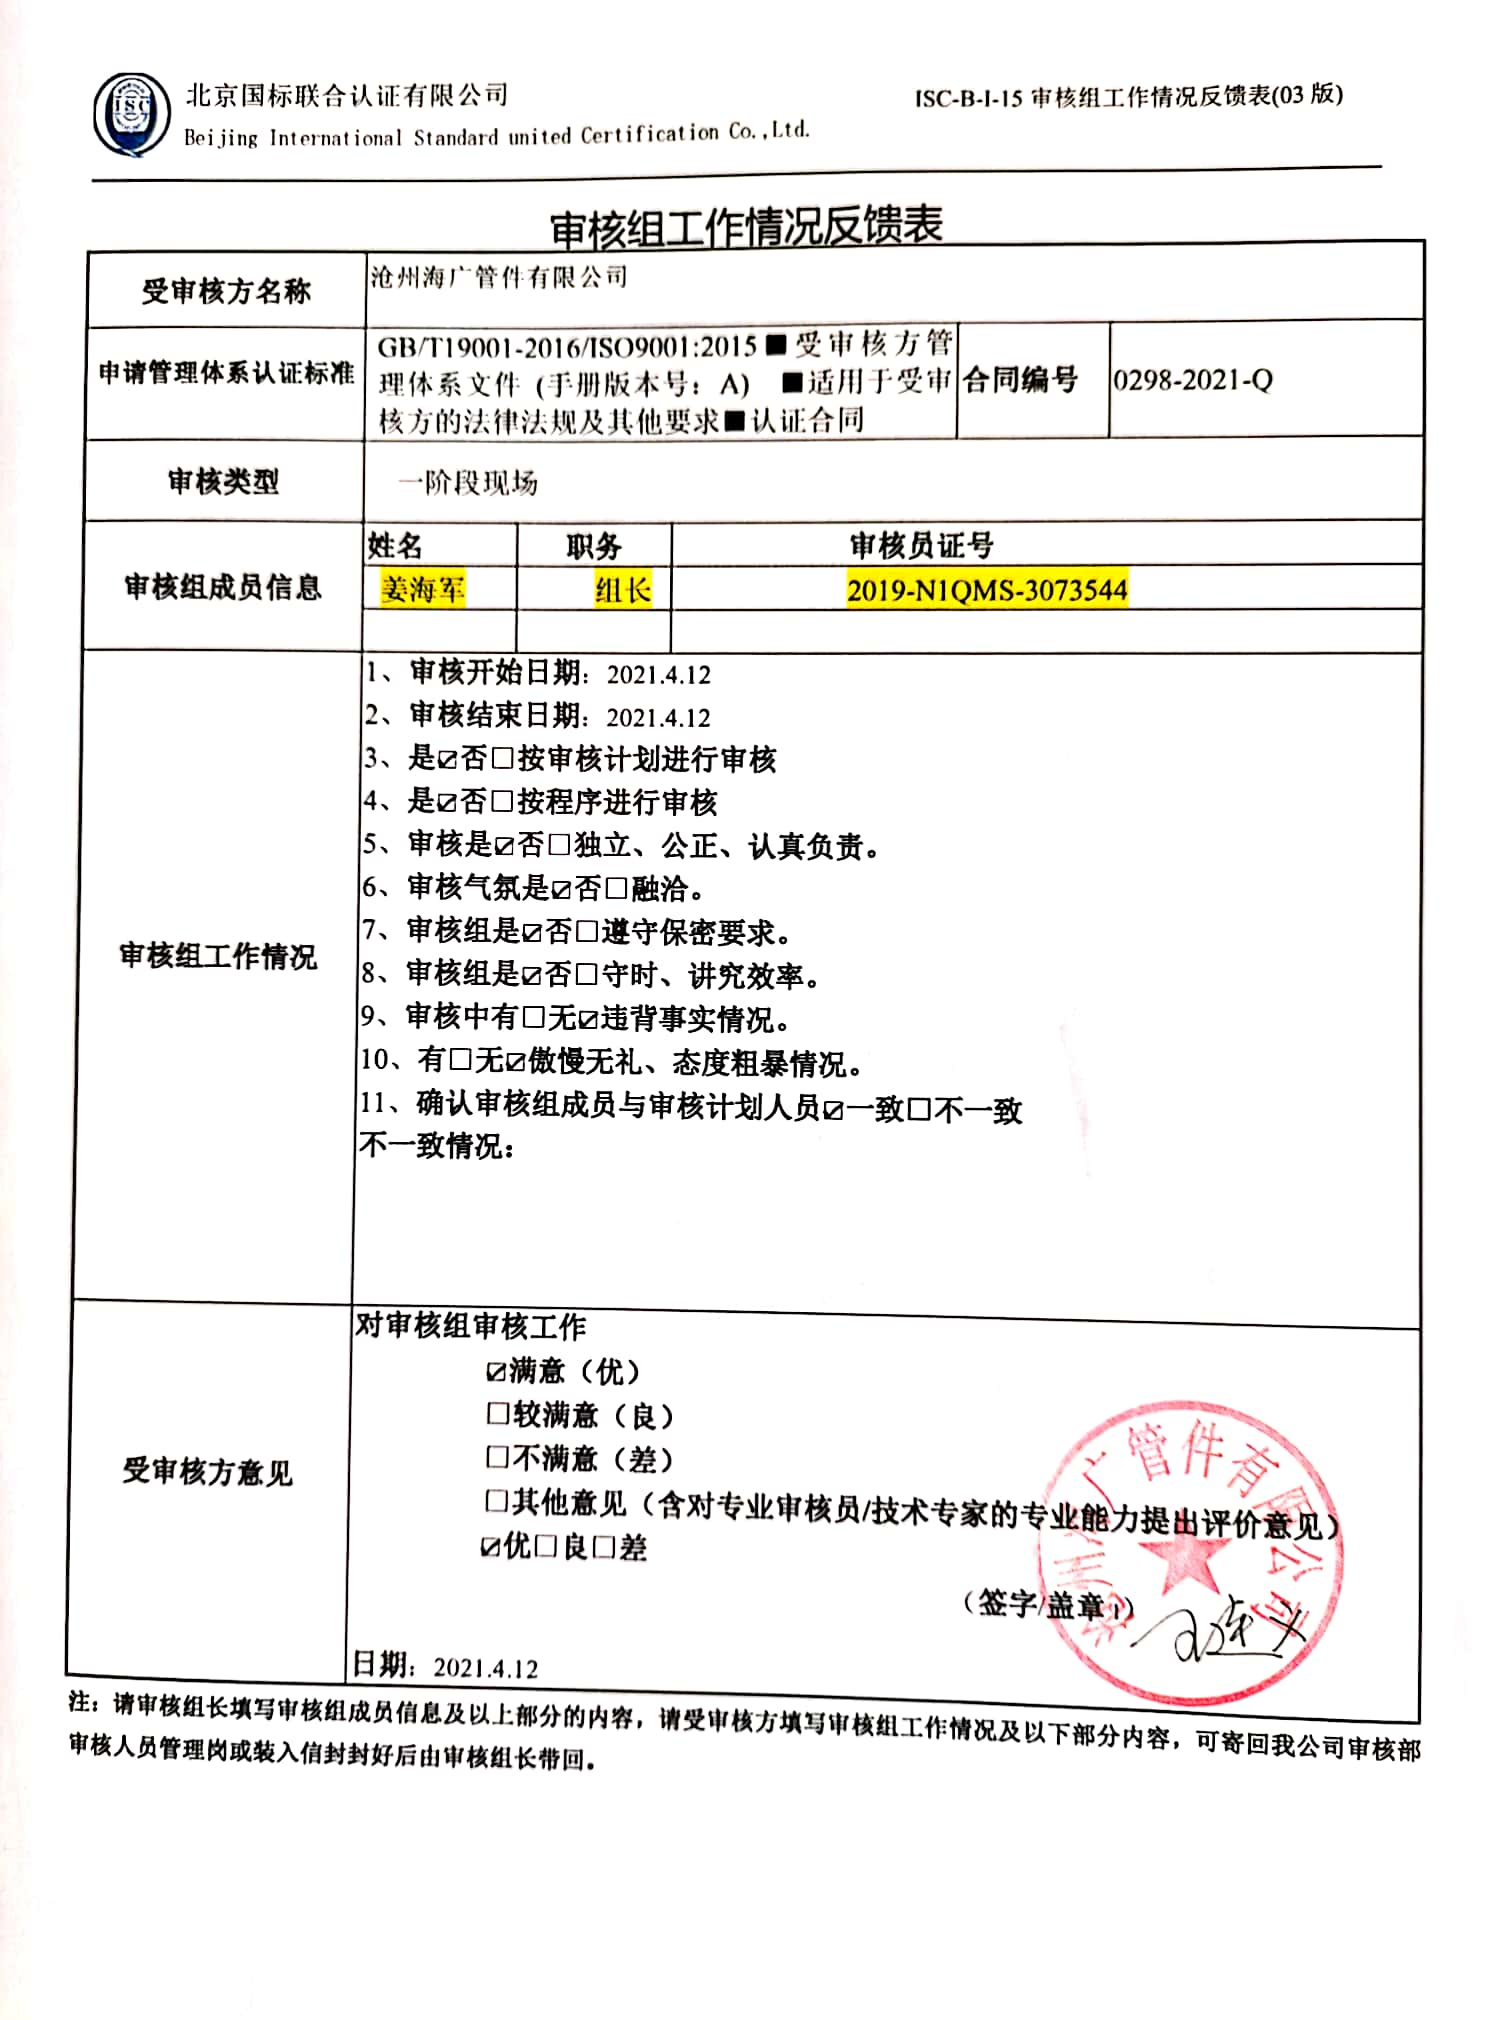 ISC
北京国标联合认证有限公司
Beijing International Standard united Certification Co.,Ltd.
ISC-B-I-15 审核组工作情况反馈表(03 版)
审核组工作情况反馈表
受审核方名称
沧州海广管件有限公司
申请管理体系认证标准
GB/T19001-2016/ISO9001:2015■受审核方管
理体系文件 (手册版本号: A) ■适用于受审
核方的法律法规及其他要求■认证合同
合同编号
0298-2021-Q
审核类型
一阶段现场
审核组成员信息
姓名 职务 审核员证号
姜海军 组长 2019-N1QMS-3073544
审核组工作情况
1、审核开始日期: 2021.4.12
2、审核结束日期: 2021.4.12
3、是☑否□按审核计划进行审核
4、是☑否□按程序进行审核
5、审核是☑否□独立、公正、认真负责。
6、审核气氛是☑否□融洽。
7、审核组是☑否□遵守保密要求。
8、审核组是☑否□守时、讲究效率。
9、审核中有□无☑违背事实情况。
10、有□无☑傲慢无礼、态度粗暴情况。
11、确认审核组成员与审核计划人员☑一致□不一致
不一致情况:
受审核方意见
对审核组审核工作
☑满意（优）
□较满意（良）
□不满意（差）
□其他意见（含对专业审核员/技术专家的专业能力提出评价意见）
☑优□良□差
（签字/盖章）
沧州海广管件有限公司
日期: 2021.4.12
注: 请审核组长填写审核组成员信息及以上部分的内容，请受审核方填写审核组工作情况及以下部分内容，可寄回我公司审核部
审核人员管理岗或装入信封封好后由审核组长带回。